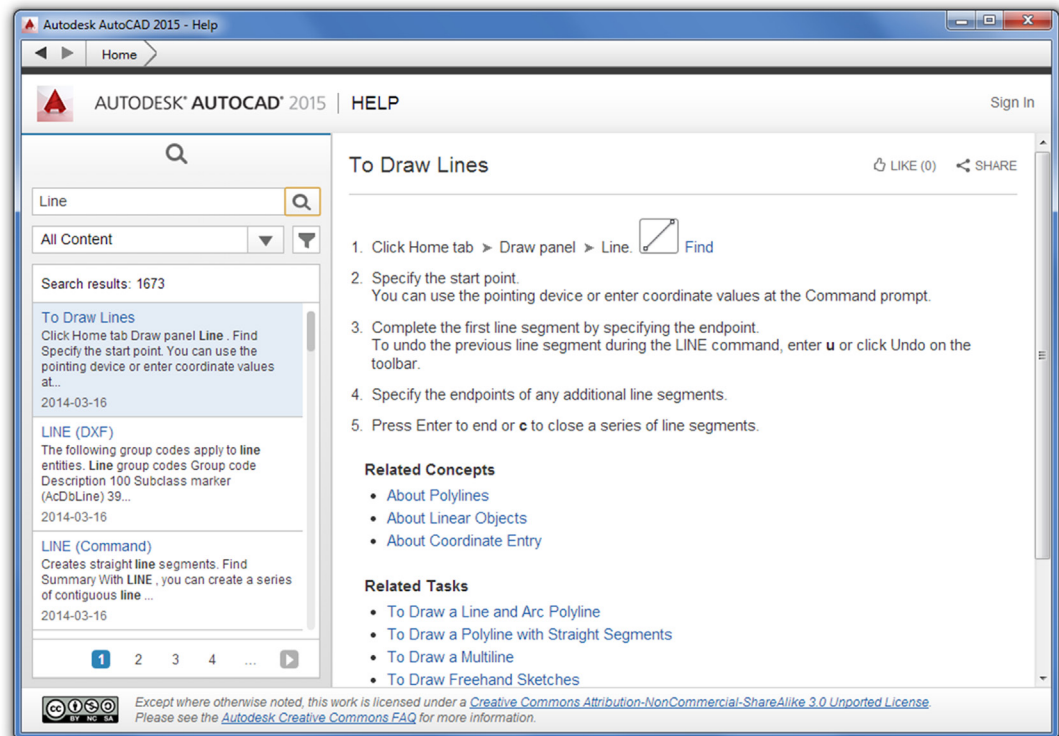 Autodesk AutoCAD 2015 - Help
Home
AUTODESK® AUTOCAD® 2015 | HELP
Sign In
Line
All Content
Search results: 1673
To Draw Lines
Click Home tab Draw panel Line . Find
Specify the start point. You can use the
pointing device or enter coordinate values
at...
2014-03-16
LINE (DXF)
The following group codes apply to line
entities. Line group codes Group code
Description 100 Subclass marker
(AcDbLine) 39...
2014-03-16
LINE (Command)
Creates straight line segments. Find
Summary With LINE , you can create a series
of contiguous line ...
2014-03-16
1 2 3 4 ...
To Draw Lines
LIKE (0) SHARE
1. Click Home tab ➤ Draw panel ➤ Line. Find
2. Specify the start point.
You can use the pointing device or enter coordinate values at the Command prompt.
3. Complete the first line segment by specifying the endpoint.
To undo the previous line segment during the LINE command, enter u or click Undo on the
toolbar.
4. Specify the endpoints of any additional line segments.
5. Press Enter to end or c to close a series of line segments.
Related Concepts
• About Polylines
• About Linear Objects
• About Coordinate Entry
Related Tasks
• To Draw a Line and Arc Polyline
• To Draw a Polyline with Straight Segments
• To Draw a Multiline
• To Draw Freehand Sketches
cc BY NC SA
Except where otherwise noted, this work is licensed under a Creative Commons Attribution-NonCommercial-ShareAlike 3.0 Unported License.
Please see the Autodesk Creative Commons FAQ for more information.